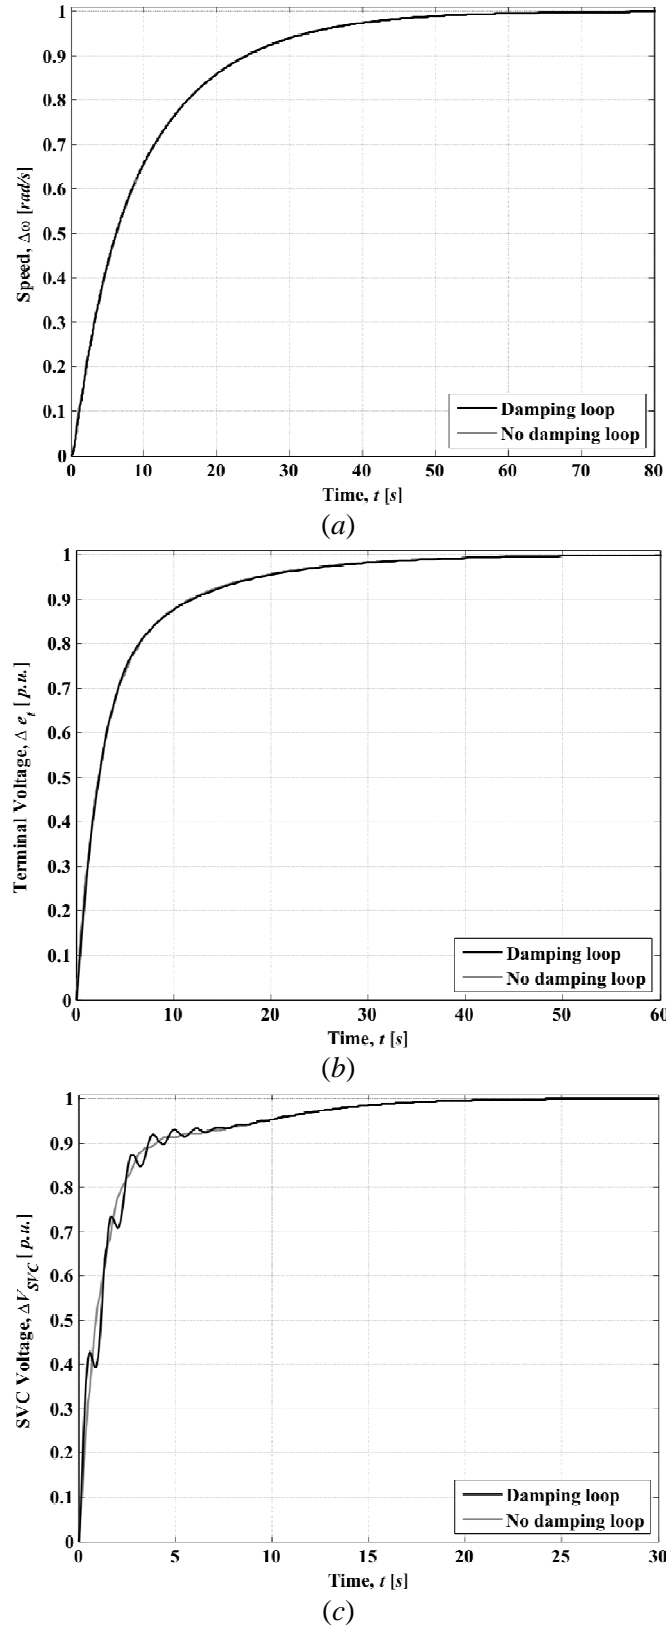 1
0.9
0.8
0.7
0.6
0.5
0.4
0.3
0.2
0.1
0
Speed, Δω [rad/s]
Damping loop
No damping loop
0 10 20 30 40 50 60 70 80
Time, t [s]
(a)
1
0.9
0.8
0.7
0.6
0.5
0.4
0.3
0.2
0.1
0
Terminal Voltage, Δ e_t [ p.u.]
Damping loop
No damping loop
0 10 20 30 40 50 60
Time, t [s]
(b)
1
0.9
0.8
0.7
0.6
0.5
0.4
0.3
0.2
0.1
0
SVC Voltage, ΔV_SVC [ p.u.]
Damping loop
No damping loop
0 5 10 15 20 25 30
Time, t [s]
(c)